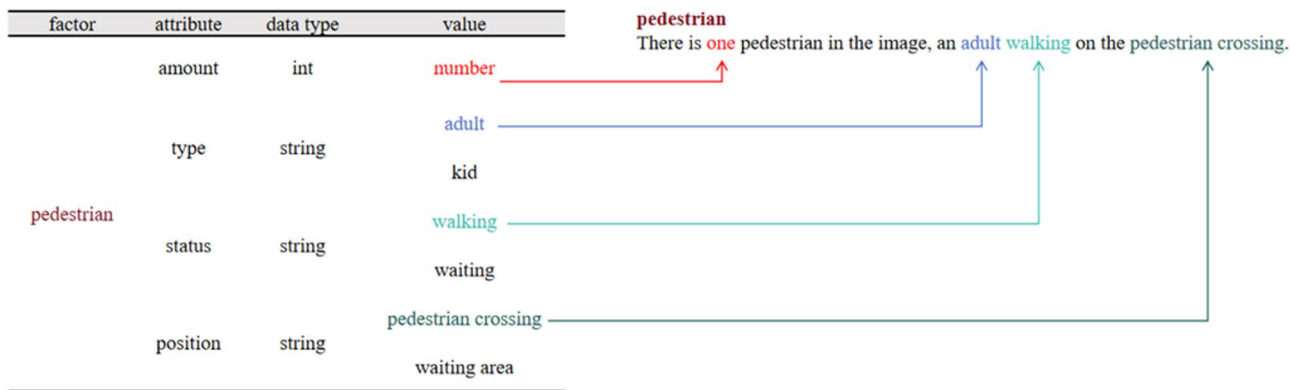 factor attribute data type value
amount int number
adult
type string
kid
pedestrian
walking
status string
waiting
pedestrian crossing
position string
waiting area
pedestrian
There is one pedestrian in the image, an adult walking on the pedestrian crossing.